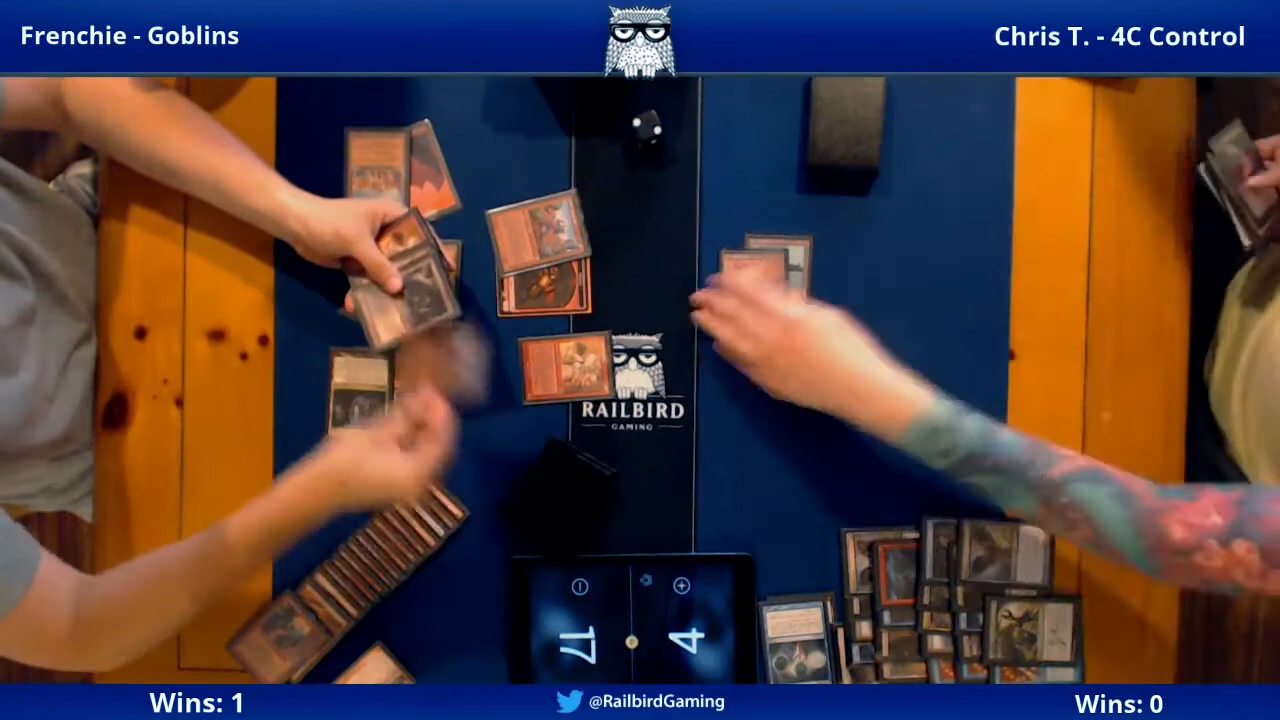 Frenchie - Goblins
Chris T. - 4C Control
RAILBIRD
GAMING
17
4
Wins: 1
@RailbirdGaming
Wins: 0